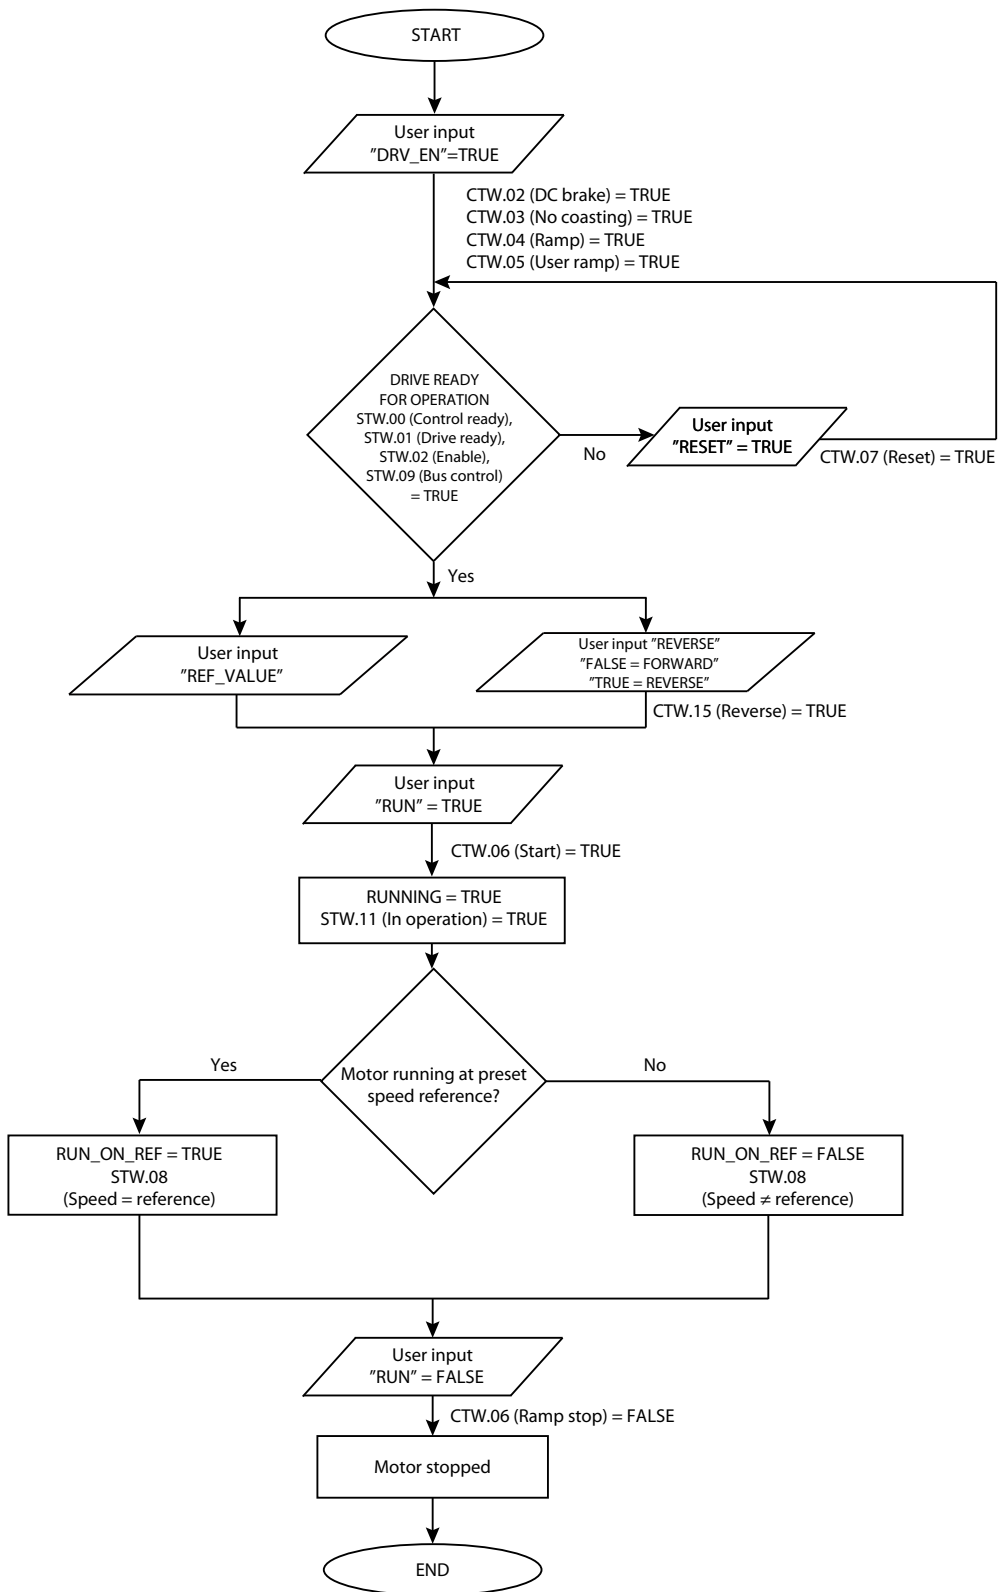 START
User input
"DRV_EN"=TRUE
CTW.02 (DC brake) = TRUE
CTW.03 (No coasting) = TRUE
CTW.04 (Ramp) = TRUE
CTW.05 (User ramp) = TRUE
DRIVE READY
FOR OPERATION
STW.00 (Control ready),
STW.01 (Drive ready),
STW.02 (Enable),
STW.09 (Bus control)
= TRUE
No
User input
"RESET" = TRUE
CTW.07 (Reset) = TRUE
Yes
User input
"REF_VALUE"
User input "REVERSE"
"FALSE = FORWARD"
"TRUE = REVERSE"
CTW.15 (Reverse) = TRUE
User input
"RUN" = TRUE
CTW.06 (Start) = TRUE
RUNNING = TRUE
STW.11 (In operation) = TRUE
Motor running at preset
speed reference?
Yes
No
RUN_ON_REF = TRUE
STW.08
(Speed = reference)
RUN_ON_REF = FALSE
STW.08
(Speed ≠ reference)
User input
"RUN" = FALSE
CTW.06 (Ramp stop) = FALSE
Motor stopped
END